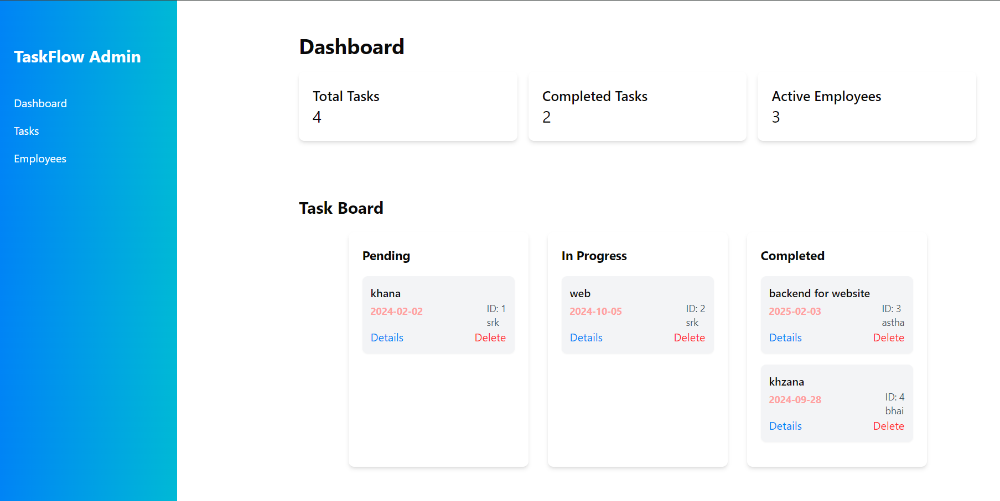 TaskFlow Admin
Dashboard
Tasks
Employees
Dashboard
Total Tasks
4
Completed Tasks
2
Active Employees
3
Task Board
Pending
khana
2024-02-02
ID: 1
srk
Details
Delete
In Progress
web
2024-10-05
ID: 2
srk
Details
Delete
Completed
backend for website
2025-02-03
ID: 3
astha
Details
Delete
khzana
2024-09-28
ID: 4
bhai
Details
Delete